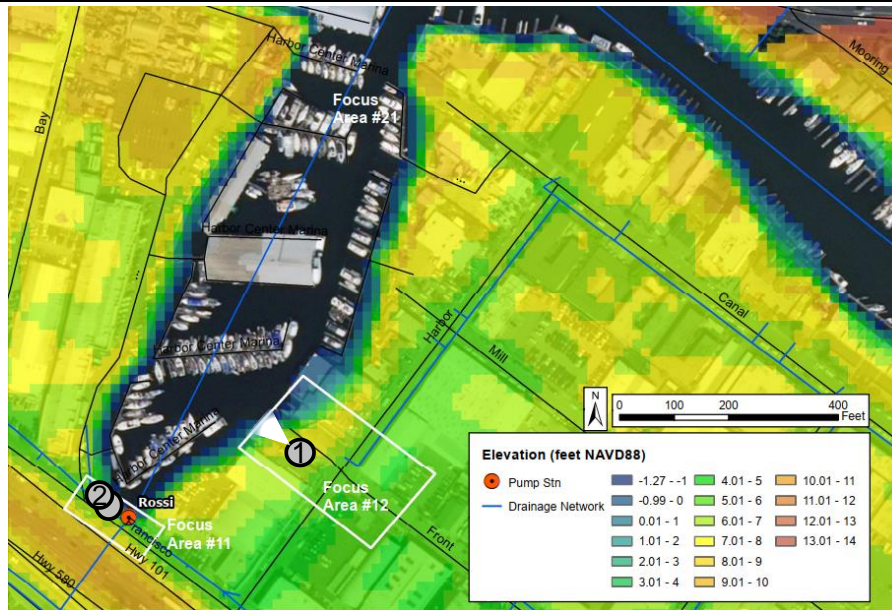 Harbor Center Marina
Mooring
Focus
Area #21
Bay
...
Harbor Center Marina
...
Canal
Harbor
Mill
Harbor Center Marina
N
0 100 200 400
Feet
Harbor Center Marina
1
Focus
Area #12
2
Rossi
Francisco
Focus
Area #11
Front
Hwy 101
Hwy 580
Elevation (feet NAVD88)
Pump Stn
Drainage Network
-1.27 - -1
-0.99 - 0
0.01 - 1
1.01 - 2
2.01 - 3
3.01 - 4
4.01 - 5
5.01 - 6
6.01 - 7
7.01 - 8
8.01 - 9
9.01 - 10
10.01 - 11
11.01 - 12
12.01 - 13
13.01 - 14